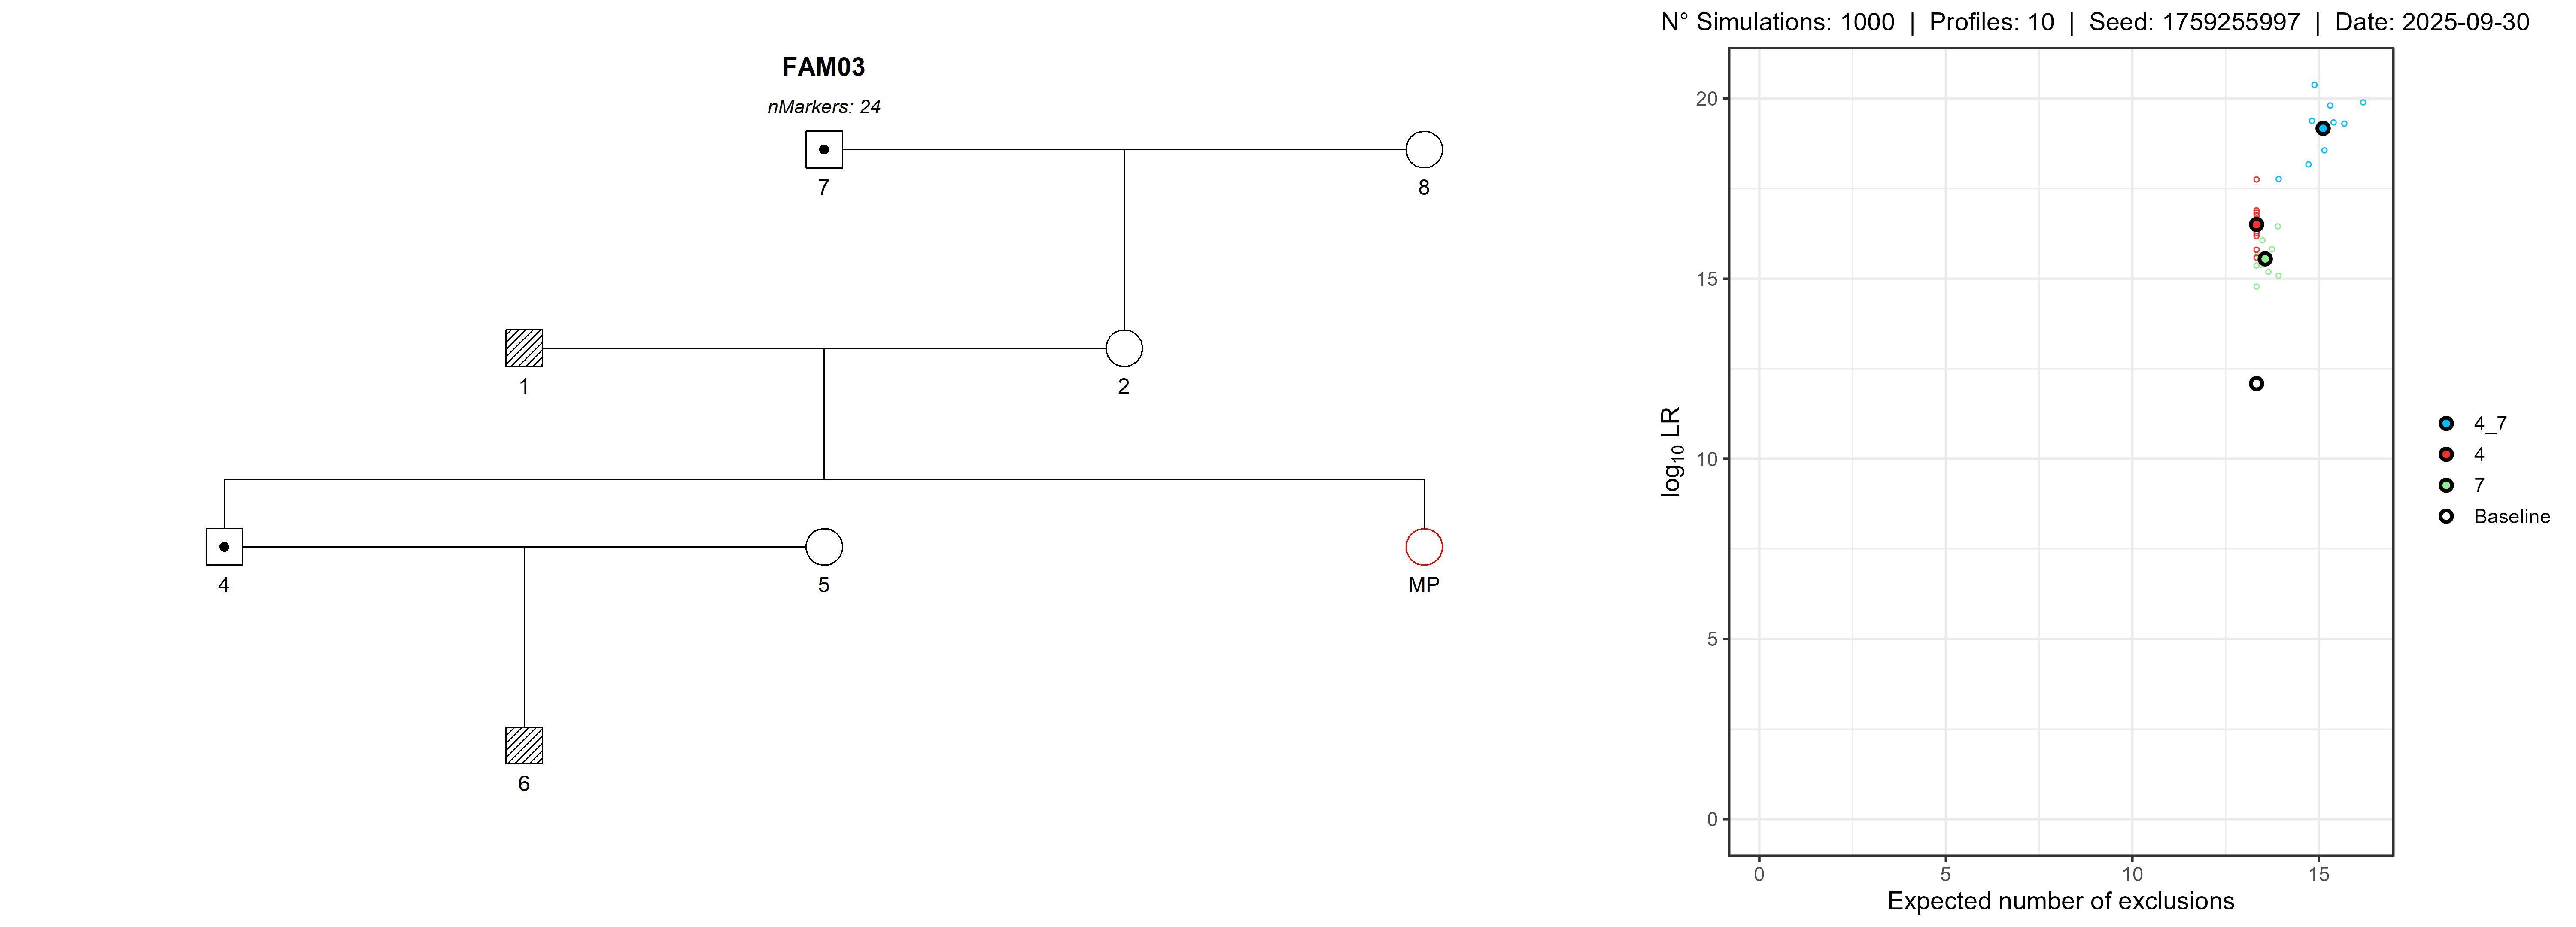 FAM03
nMarkers: 24
7
8
1
2
4
5
MP
6
N° Simulations: 1000 | Profiles: 10 | Seed: 1759255997 | Date: 2025-09-30
20
15
10
5
0
log10 LR
0
5
10
15
Expected number of exclusions
4_7
4
7
Baseline